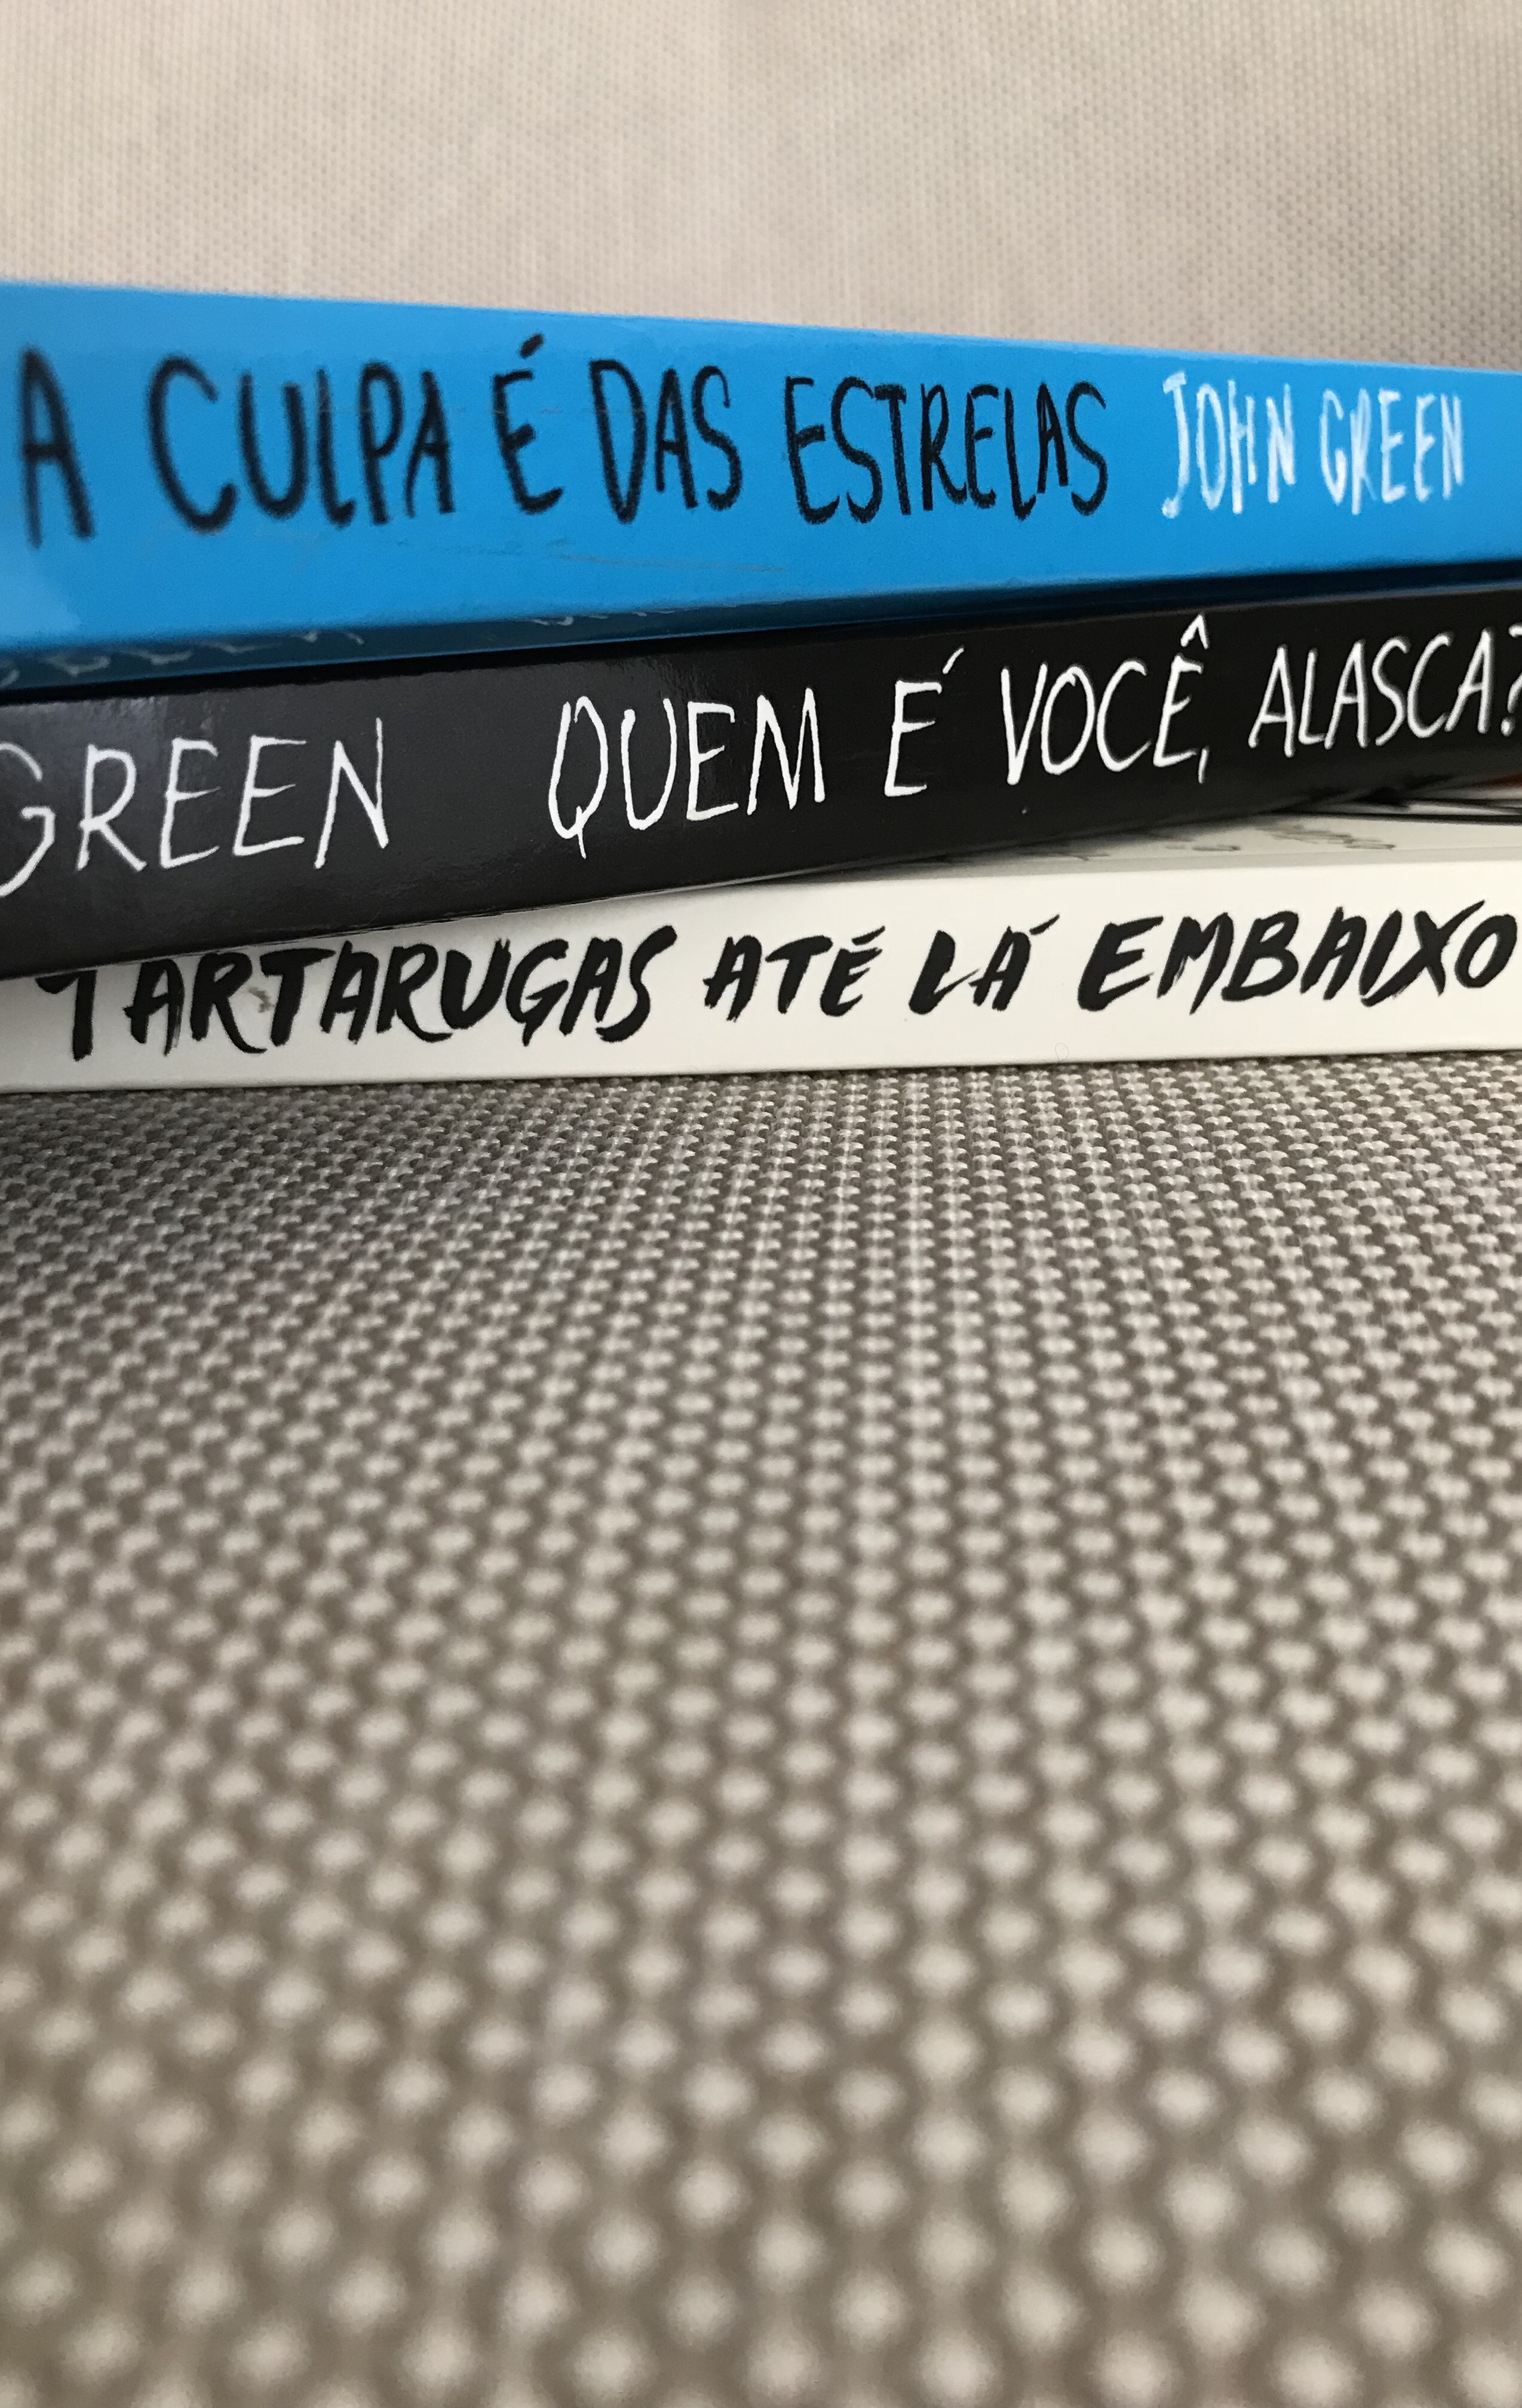 A CULPA É DAS ESTRELAS JOHN GREEN
GREEN QUEM É VOCÊ, ALASCA?
TARTARUGAS ATÉ LÁ EMBAIXO